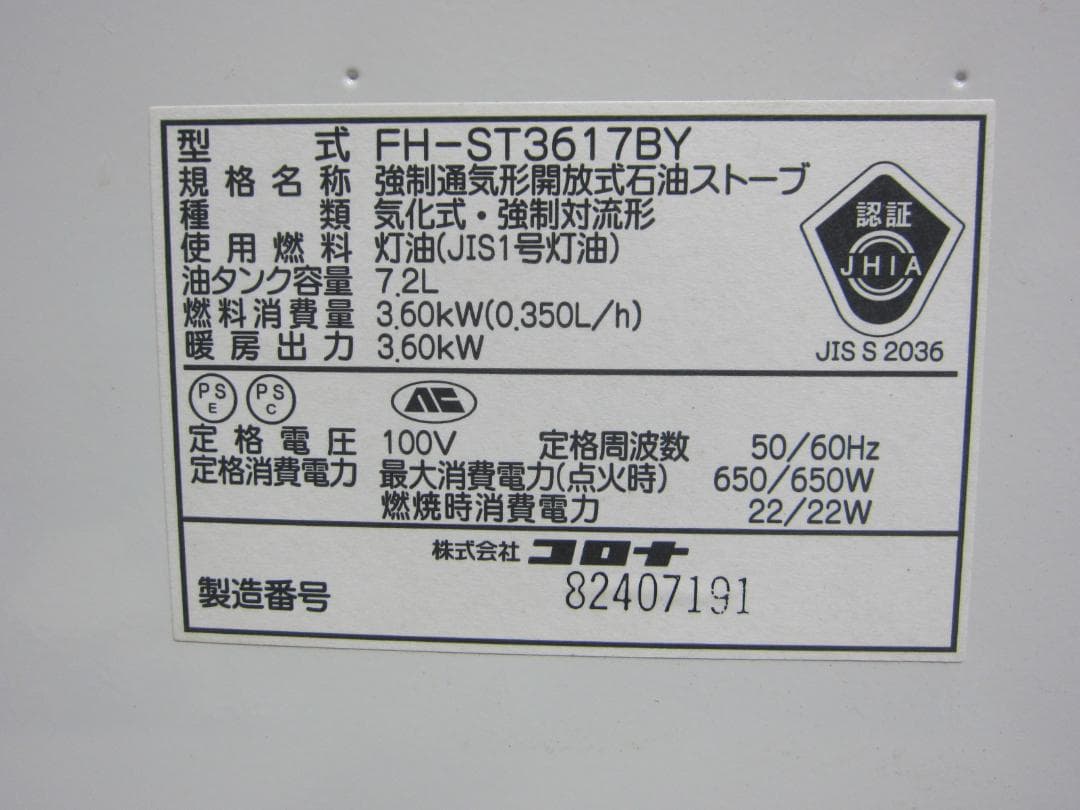 型式 FH-ST3617BY
規格名称 強制通気形開放式石油ストーブ
種類 気化式・強制対流形
使用燃料 灯油(JIS1号灯油)
油タンク容量 7.2L
燃料消費量 3.60kW(0.350L/h)
暖房出力 3.60kW
認証
JHIA
JIS S 2036
PS E PS C
定格電圧 100V 定格周波数 50/60Hz
定格消費電力 最大消費電力(点火時) 650/650W
燃焼時消費電力 22/22W
株式会社 コロナ
製造番号 82407191